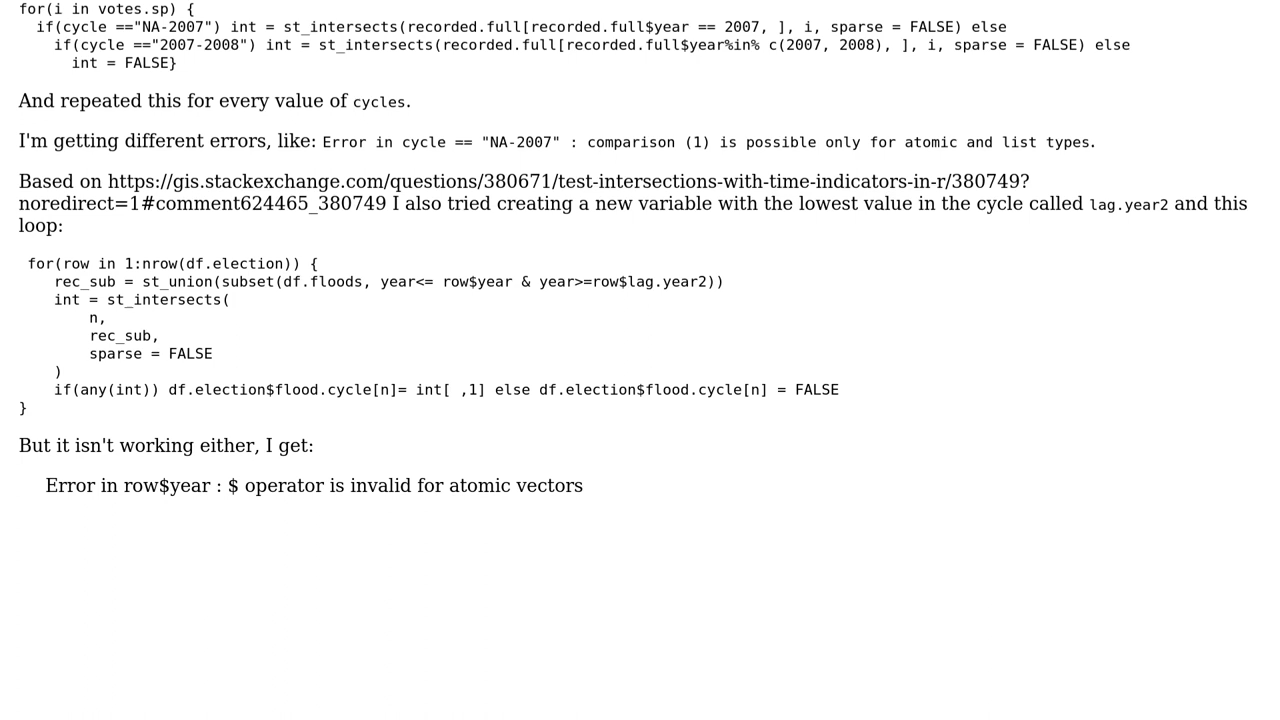 for(i in votes.sp) {
  if(cycle =="NA-2007") int = st_intersects(recorded.full[recorded.full$year == 2007, ], i, sparse = FALSE) else
    if(cycle =="2007-2008") int = st_intersects(recorded.full[recorded.full$year%in% c(2007, 2008), ], i, sparse = FALSE) else
      int = FALSE}
And repeated this for every value of cycles.
I'm getting different errors, like: Error in cycle == "NA-2007" : comparison (1) is possible only for atomic and list types.
Based on https://gis.stackexchange.com/questions/380671/test-intersections-with-time-indicators-in-r/380749?
noredirect=1#comment624465_380749 I also tried creating a new variable with the lowest value in the cycle called lag.year2 and this
loop:
 for(row in 1:nrow(df.election)) {
    rec_sub = st_union(subset(df.floods, year<= row$year & year>=row$lag.year2))
    int = st_intersects(
        n,
        rec_sub,
        sparse = FALSE
    )
    if(any(int)) df.election$flood.cycle[n]= int[ ,1] else df.election$flood.cycle[n] = FALSE
}
But it isn't working either, I get:
Error in row$year : $ operator is invalid for atomic vectors